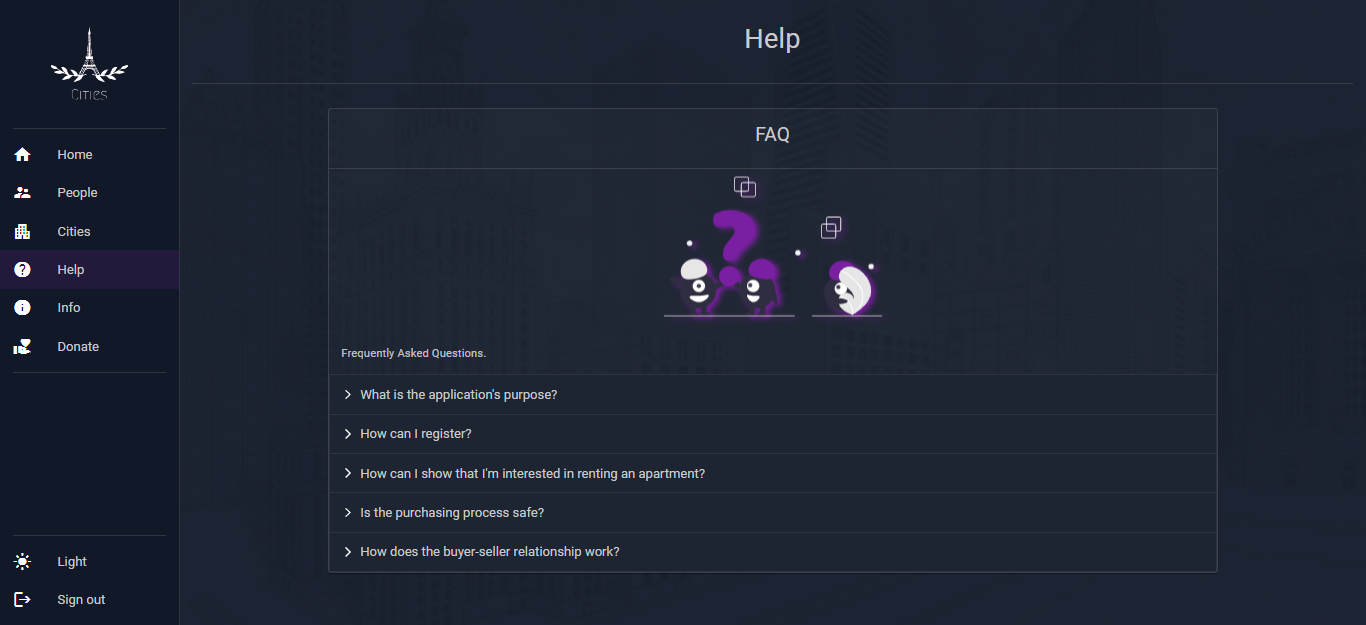 Cities
Home
People
Cities
Help
Info
Donate
Light
Sign out
Help
FAQ
?
Frequently Asked Questions.
What is the application's purpose?
How can I register?
How can I show that I'm interested in renting an apartment?
Is the purchasing process safe?
How does the buyer-seller relationship work?